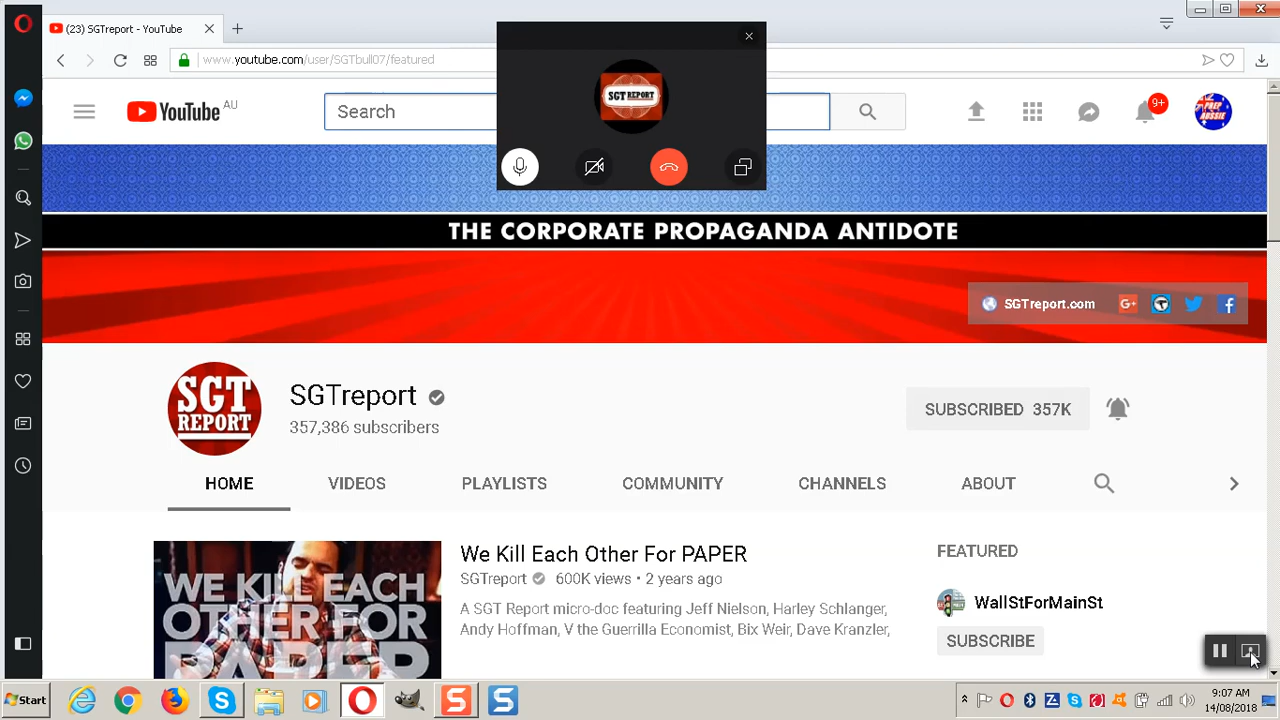 (23) SGTreport - YouTube
www.youtube.com/user/SGTbull07/featured
SGT REPORT
YouTube AU
Search
9+
PREP
AUSSIE
THE CORPORATE PROPAGANDA ANTIDOTE
SGTreport.com
G+
SGT
REPORT
SGTreport
357,386 subscribers
SUBSCRIBED 357K
HOME VIDEOS PLAYLISTS COMMUNITY CHANNELS ABOUT
WE KILL EACH
OTHER FOR
PAPER
We Kill Each Other For PAPER
SGTreport 600K views • 2 years ago
A SGT Report micro-doc featuring Jeff Nielson, Harley Schlanger,
Andy Hoffman, V the Guerrilla Economist, Bix Weir, Dave Kranzler,
FEATURED
WallStForMainSt
SUBSCRIBE
Start
9:07 AM
14/08/2018